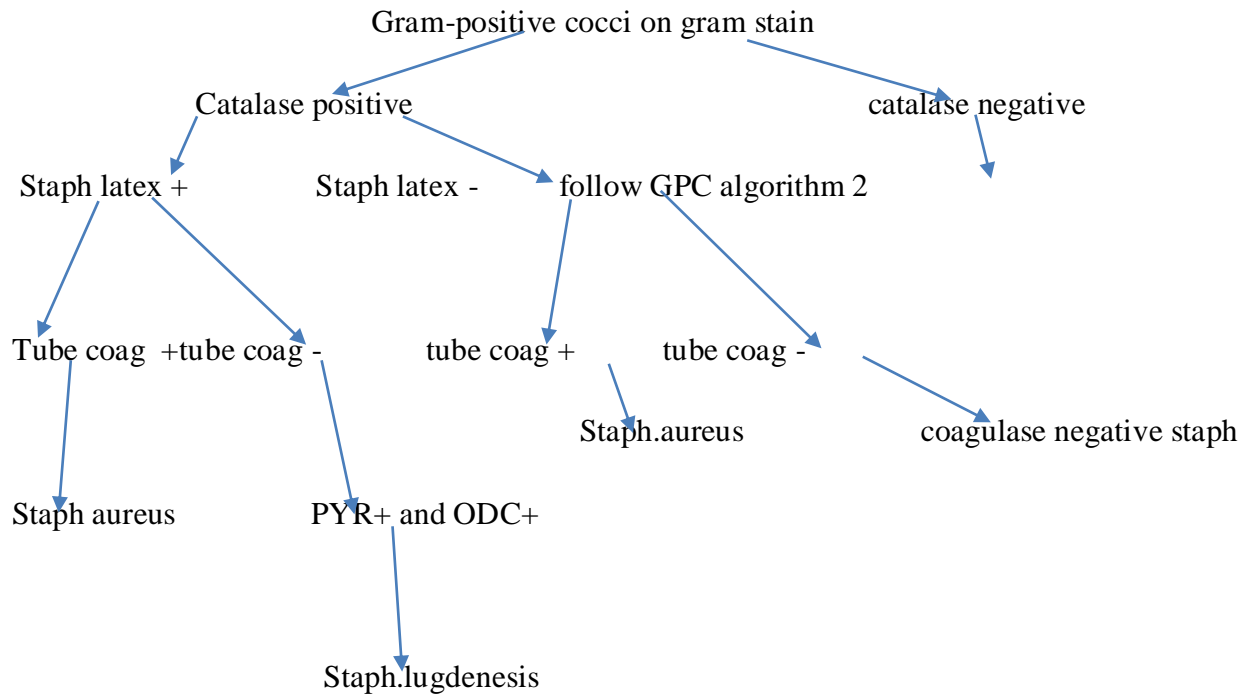 Gram-positive cocci on gram stain
Catalase positive catalase negative
Staph latex + Staph latex - follow GPC algorithm 2
Tube coag +tube coag - tube coag + tube coag -
Staph.aureus coagulase negative staph
Staph aureus PYR+ and ODC+
Staph.lugdenesis